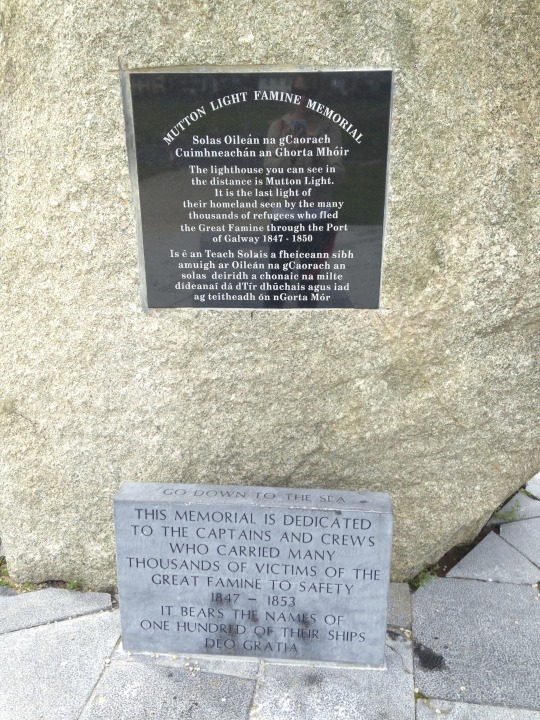 MUTTON LIGHT FAMINE MEMORIAL
Solas Oileán na gCaorach
Cuimhneachán an Ghorta Mhóir
The lighthouse you can see in
the distance is Mutton Light.
It is the last light of
their homeland seen by the many
thousands of refugees who fled
the Great Famine through the Port
of Galway 1847 - 1850
Is é an Teach Solais a fheiceann sibh
amuigh ar Oileán na gCaorach an
solas deiridh a chonaic na milte
dídeanaí dá dTír dhúchais agus iad
ag teitheadh ón nGorta Mór
GO DOWN TO THE SEA
THIS MEMORIAL IS DEDICATED
TO THE CAPTAINS AND CREWS
WHO CARRIED MANY
THOUSANDS OF VICTIMS OF THE
GREAT FAMINE TO SAFETY
1847 – 1853
IT BEARS THE NAMES OF
ONE HUNDRED OF THEIR SHIPS
DEO GRATIA